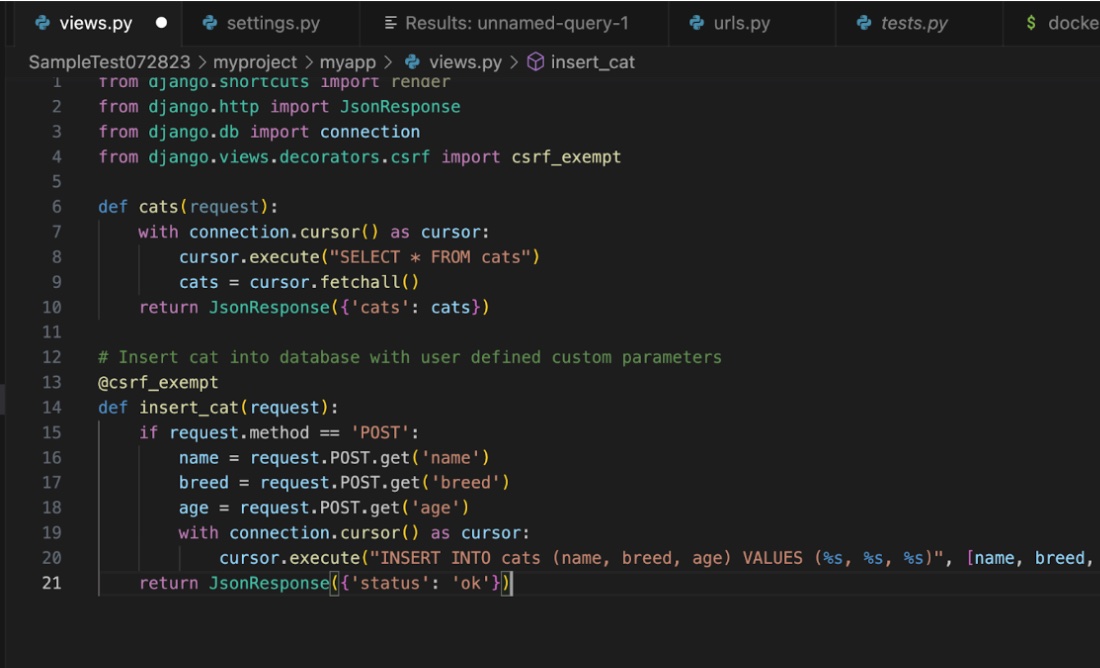 views.py settings.py Results: unnamed-query-1 urls.py tests.py $ docke
SampleTest072823 > myproject > myapp > views.py > insert_cat
1 from django.shortcuts import render
2 from django.http import JsonResponse
3 from django.db import connection
4 from django.views.decorators.csrf import csrf_exempt
5
6 def cats(request):
7     with connection.cursor() as cursor:
8         cursor.execute("SELECT * FROM cats")
9         cats = cursor.fetchall()
10     return JsonResponse({'cats': cats})
11
12 # Insert cat into database with user defined custom parameters
13 @csrf_exempt
14 def insert_cat(request):
15     if request.method == 'POST':
16         name = request.POST.get('name')
17         breed = request.POST.get('breed')
18         age = request.POST.get('age')
19         with connection.cursor() as cursor:
20             cursor.execute("INSERT INTO cats (name, breed, age) VALUES (%s, %s, %s)", [name, breed,
21     return JsonResponse({'status': 'ok'})